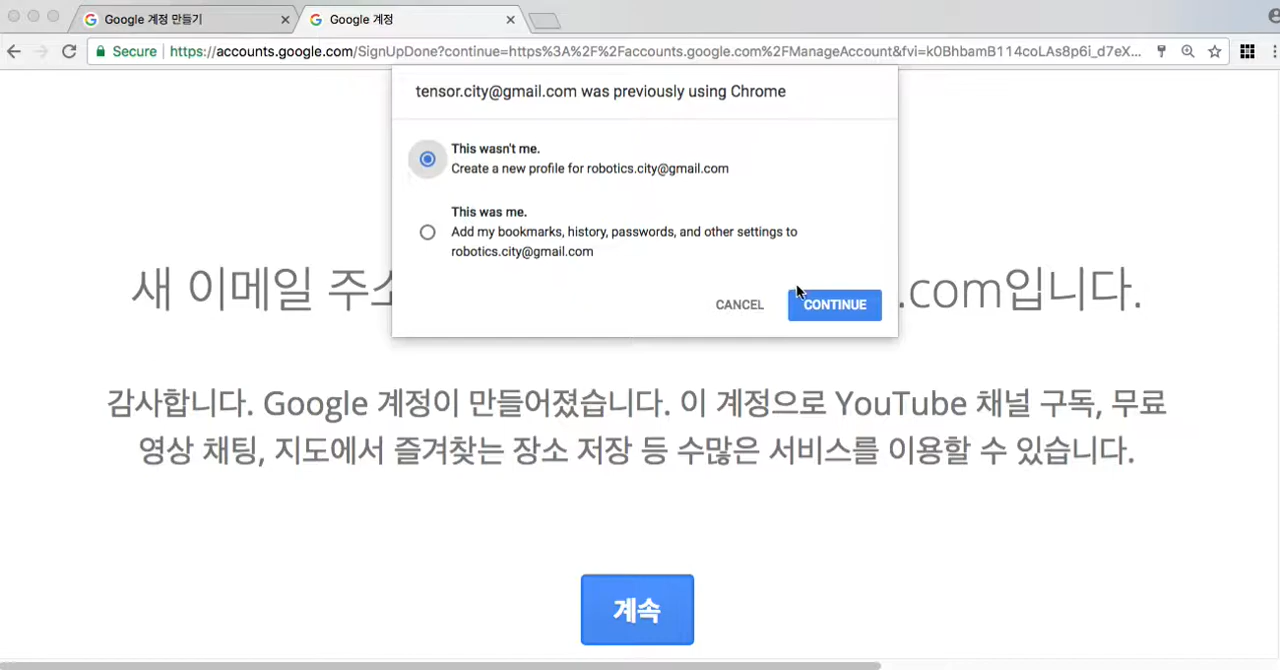 Google 계정 만들기
Google 계정
Secure
https://accounts.google.com/SignUpDone?continue=https%3A%2F%2Faccounts.google.com%2FManageAccount&fvi=k0BhbamB114coLAs8p6i_d7eX...
tensor.city@gmail.com was previously using Chrome
This wasn't me.
Create a new profile for robotics.city@gmail.com
This was me.
Add my bookmarks, history, passwords, and other settings to
robotics.city@gmail.com
CANCEL
CONTINUE
새 이메일 주소 .com입니다.
감사합니다. Google 계정이 만들어졌습니다. 이 계정으로 YouTube 채널 구독, 무료
영상 채팅, 지도에서 즐겨찾는 장소 저장 등 수많은 서비스를 이용할 수 있습니다.
계속